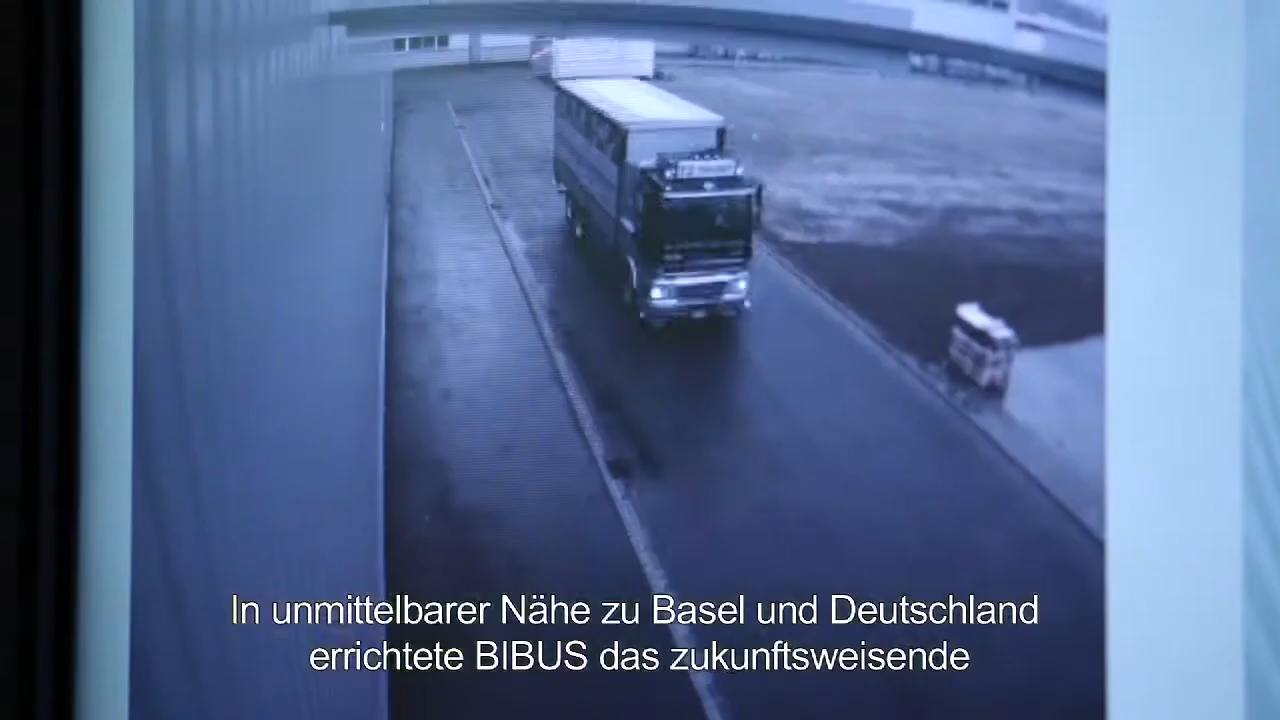 In unmittelbarer Nähe zu Basel und Deutschland
errichtete BIBUS das zukunftsweisende